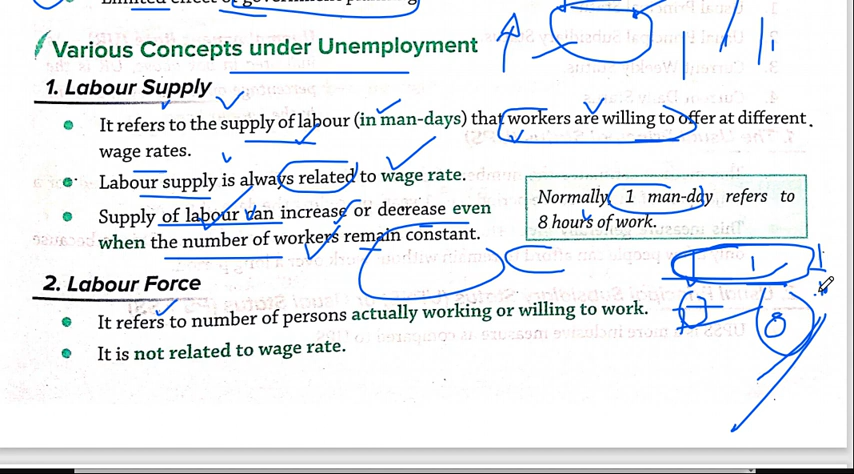 Various Concepts under Unemployment
1. Labour Supply
It refers to the supply of labour (in man-days) that workers are willing to offer at different
wage rates.
Labour supply is always related to wage rate.
Supply of labour can increase or decrease even
when the number of workers remain constant.
Normally, 1 man-day refers to
8 hours of work.
2. Labour Force
It refers to number of persons actually working or willing to work.
It is not related to wage rate.